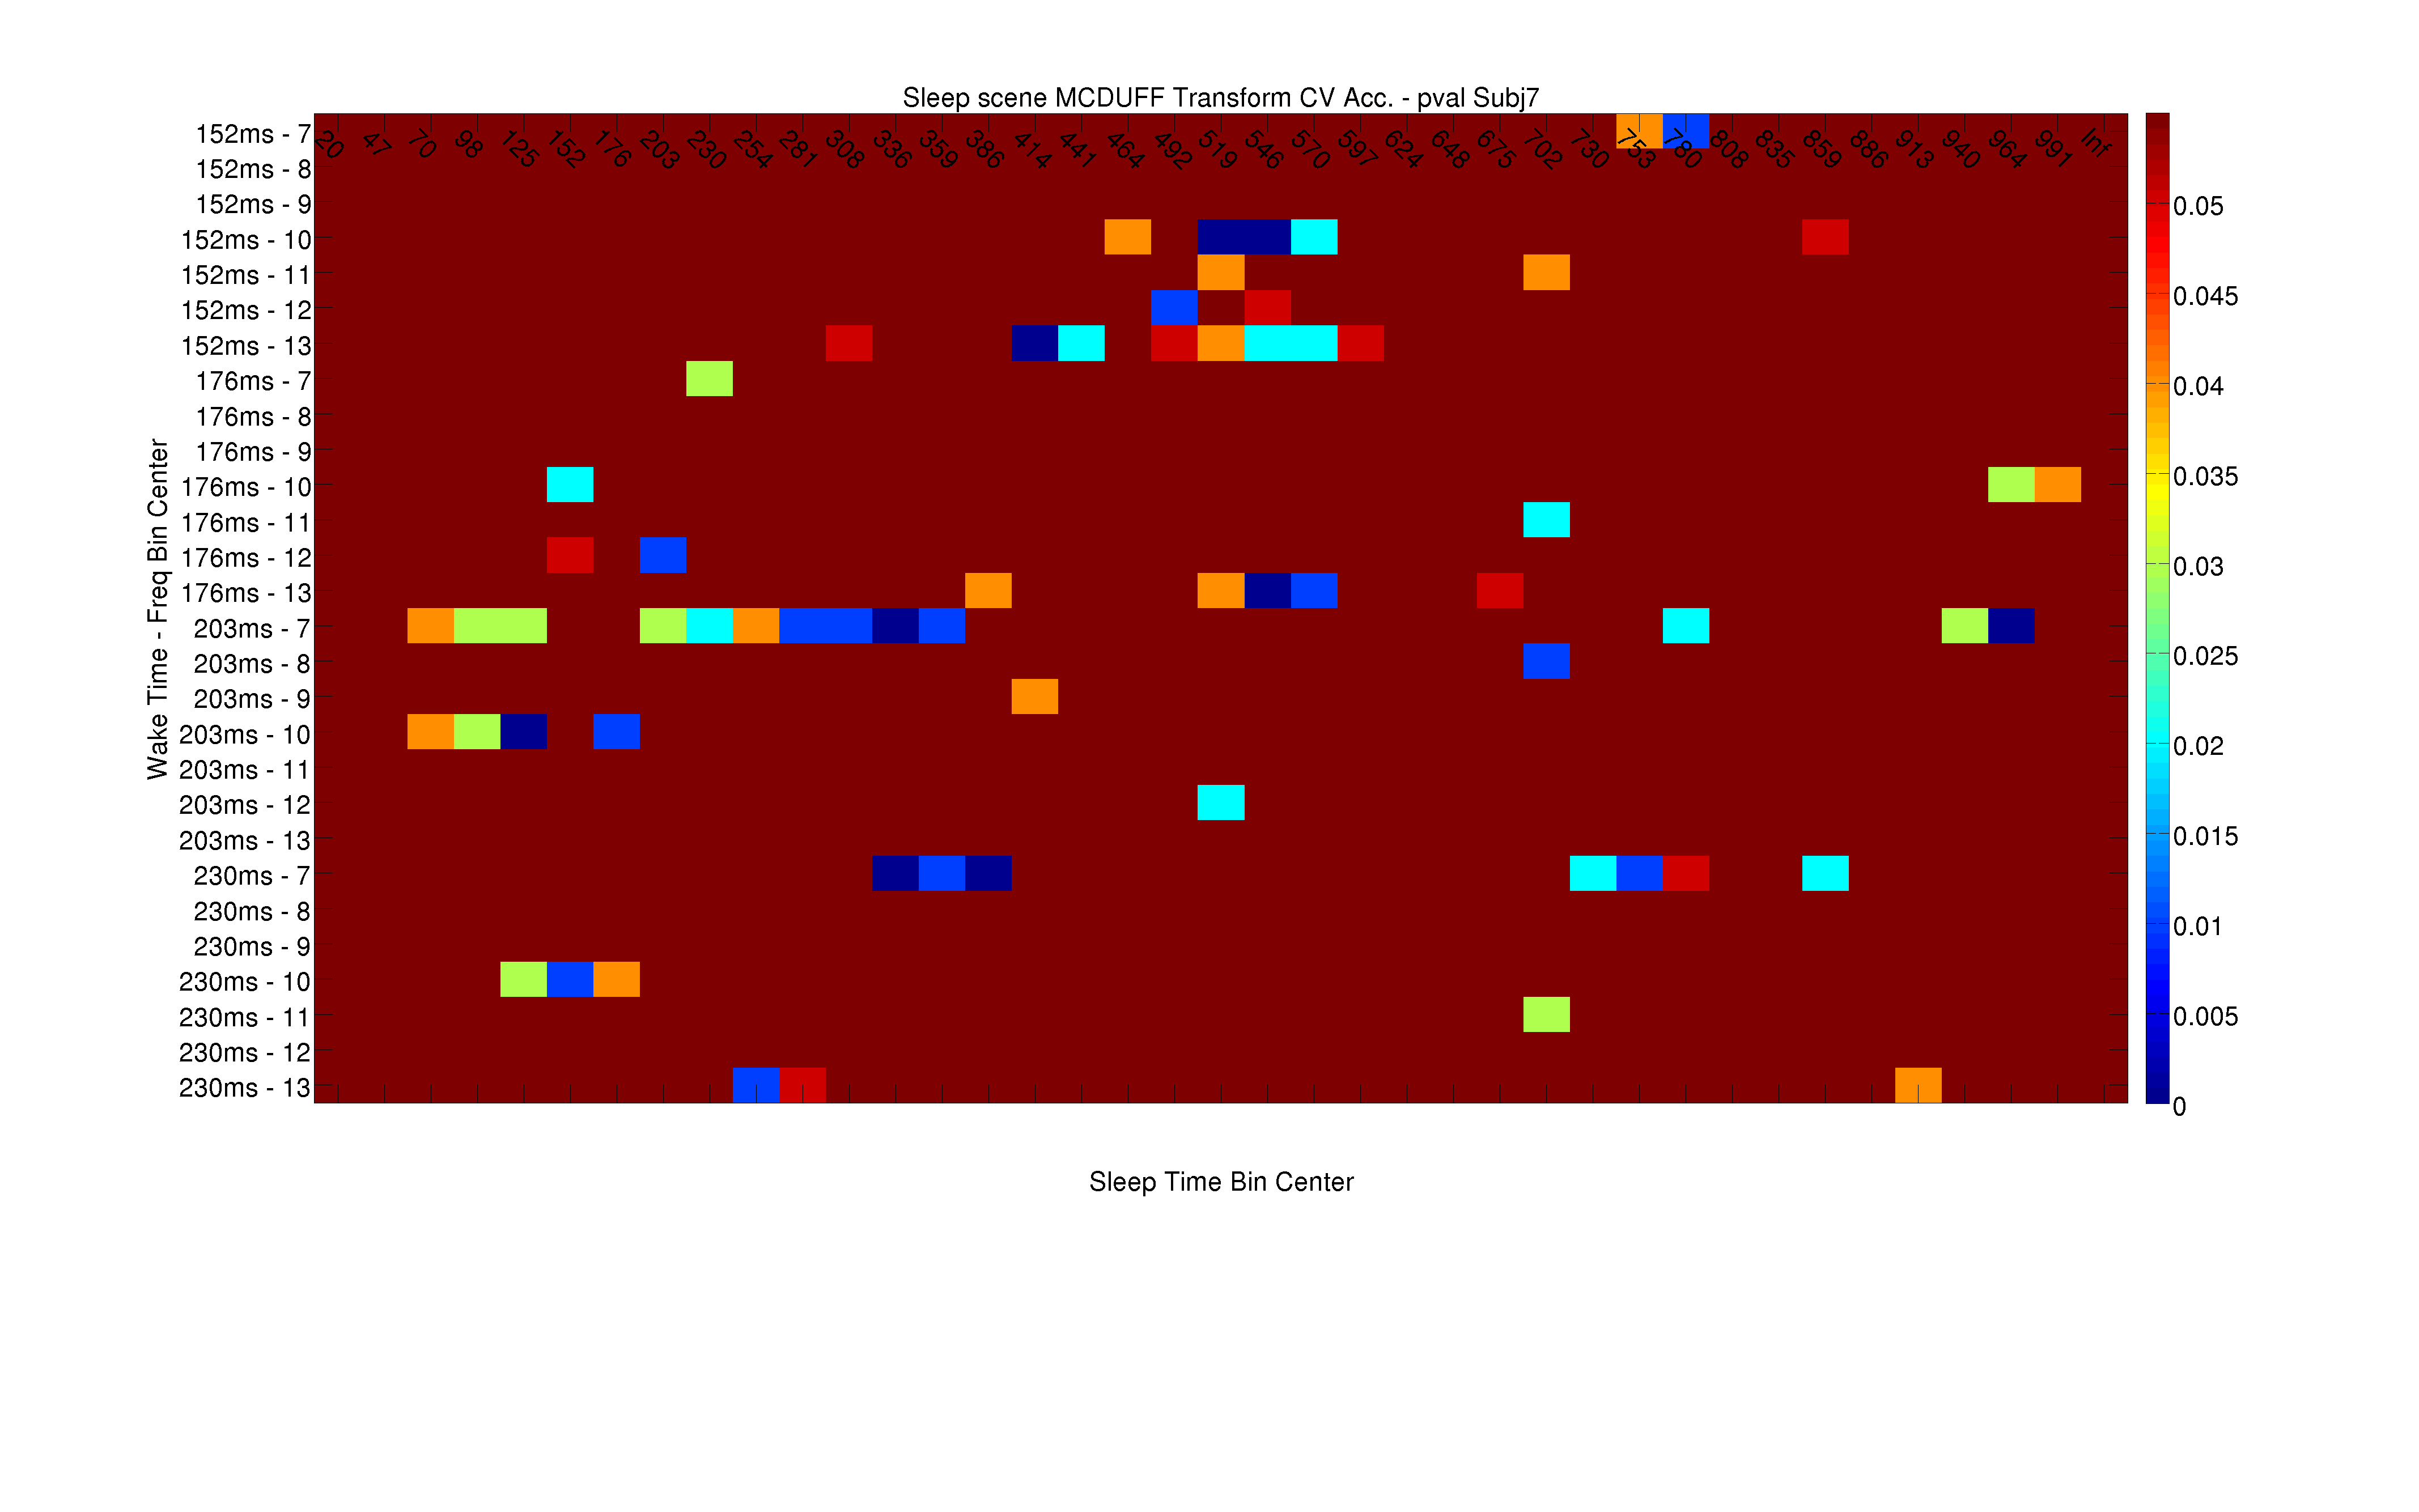 Sleep scene MCDUFF Transform CV Acc. - pval Subj7
20 47 70 98 125 152 176 203 230 254 281 308 336 359 386 414 441 464 492 519 546 570 597 624 648 675 702 730 753 780 808 835 859 886 913 940 964 991 Inf
Wake Time - Freq Bin Center
152ms - 7
152ms - 8
152ms - 9
152ms - 10
152ms - 11
152ms - 12
152ms - 13
176ms - 7
176ms - 8
176ms - 9
176ms - 10
176ms - 11
176ms - 12
176ms - 13
203ms - 7
203ms - 8
203ms - 9
203ms - 10
203ms - 11
203ms - 12
203ms - 13
230ms - 7
230ms - 8
230ms - 9
230ms - 10
230ms - 11
230ms - 12
230ms - 13
0.05
0.045
0.04
0.035
0.03
0.025
0.02
0.015
0.01
0.005
0
Sleep Time Bin Center